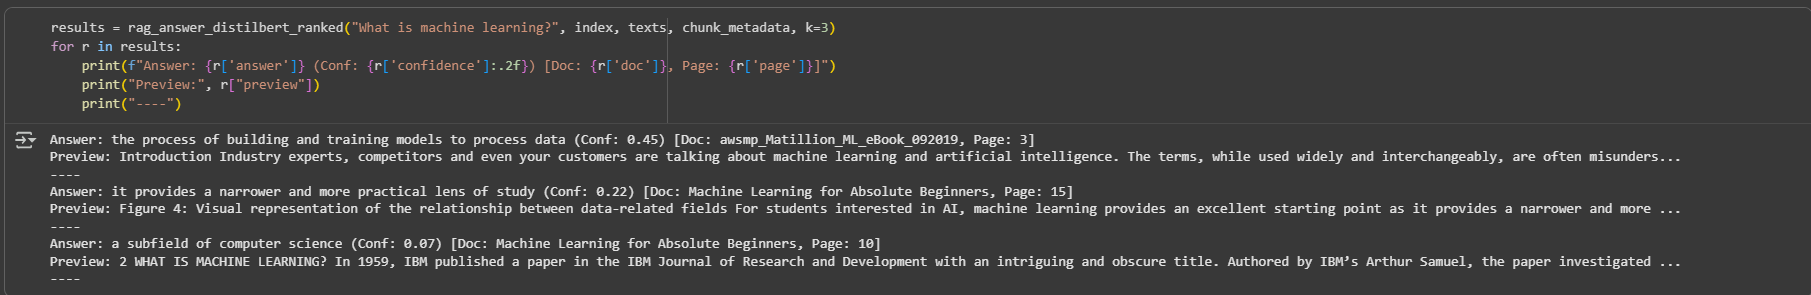 results = rag_answer_distilbert_ranked("What is machine learning?", index, texts, chunk_metadata, k=3)
for r in results:
    print(f"Answer: {r['answer']} (Conf: {r['confidence']:.2f}) [Doc: {r['doc']}, Page: {r['page']}]")
    print("Preview:", r["preview"])
    print("----")
Answer: the process of building and training models to process data (Conf: 0.45) [Doc: awsmp_Matillion_ML_eBook_092019, Page: 3]
Preview: Introduction Industry experts, competitors and even your customers are talking about machine learning and artificial intelligence. The terms, while used widely and interchangeably, are often misunders...
----
Answer: it provides a narrower and more practical lens of study (Conf: 0.22) [Doc: Machine Learning for Absolute Beginners, Page: 15]
Preview: Figure 4: Visual representation of the relationship between data-related fields For students interested in AI, machine learning provides an excellent starting point as it provides a narrower and more ...
----
Answer: a subfield of computer science (Conf: 0.07) [Doc: Machine Learning for Absolute Beginners, Page: 10]
Preview: 2 WHAT IS MACHINE LEARNING? In 1959, IBM published a paper in the IBM Journal of Research and Development with an intriguing and obscure title. Authored by IBM’s Arthur Samuel, the paper investigated ...
----